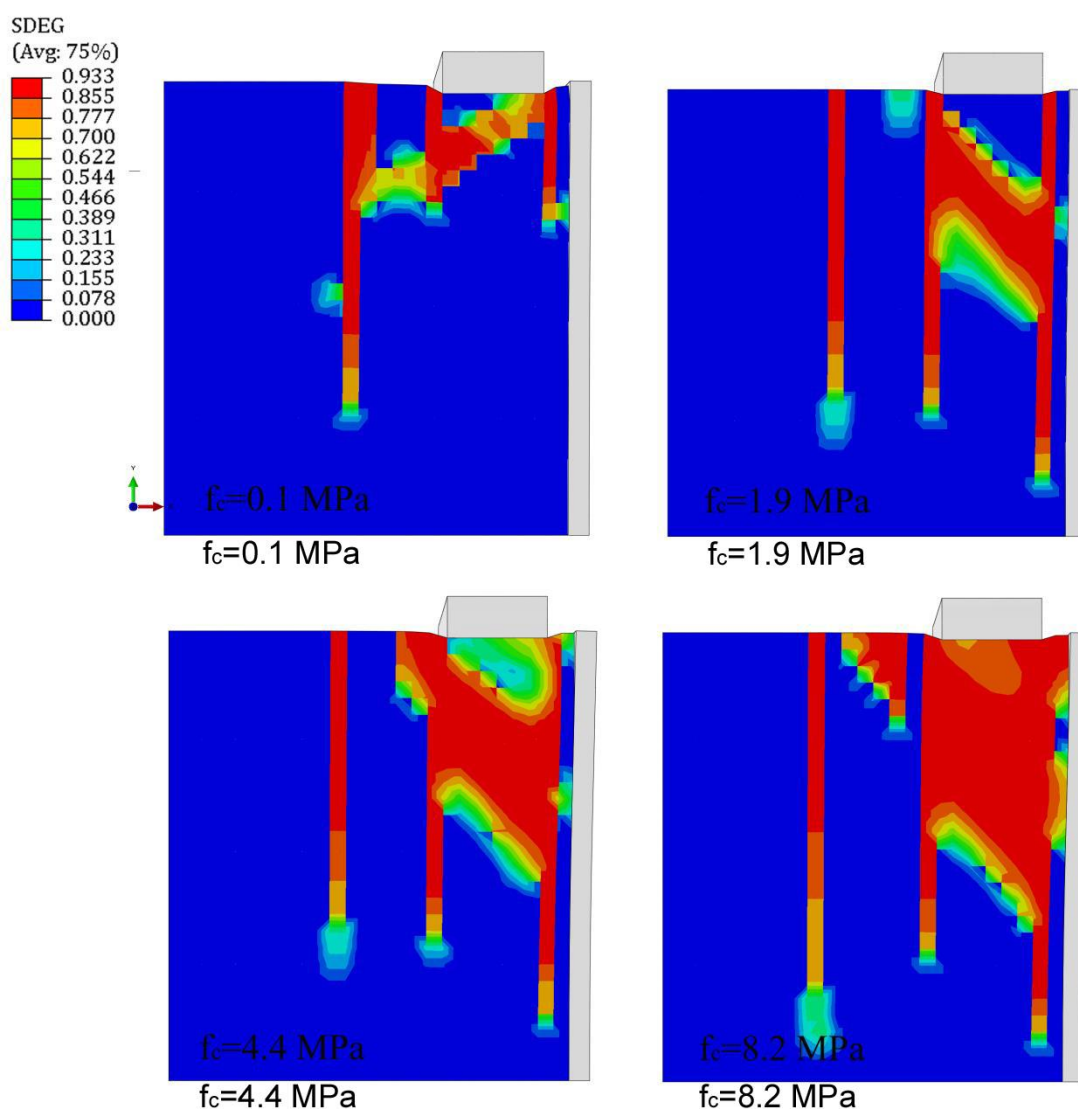 SDEG
(Avg: 75%)
0.933
0.855
0.777
0.700
0.622
0.544
0.466
0.389
0.311
0.233
0.155
0.078
0.000
Y
fc=0.1 MPa
fc=0.1 MPa
fc=1.9 MPa
fc=1.9 MPa
fc=4.4 MPa
fc=4.4 MPa
fc=8.2 MPa
fc=8.2 MPa